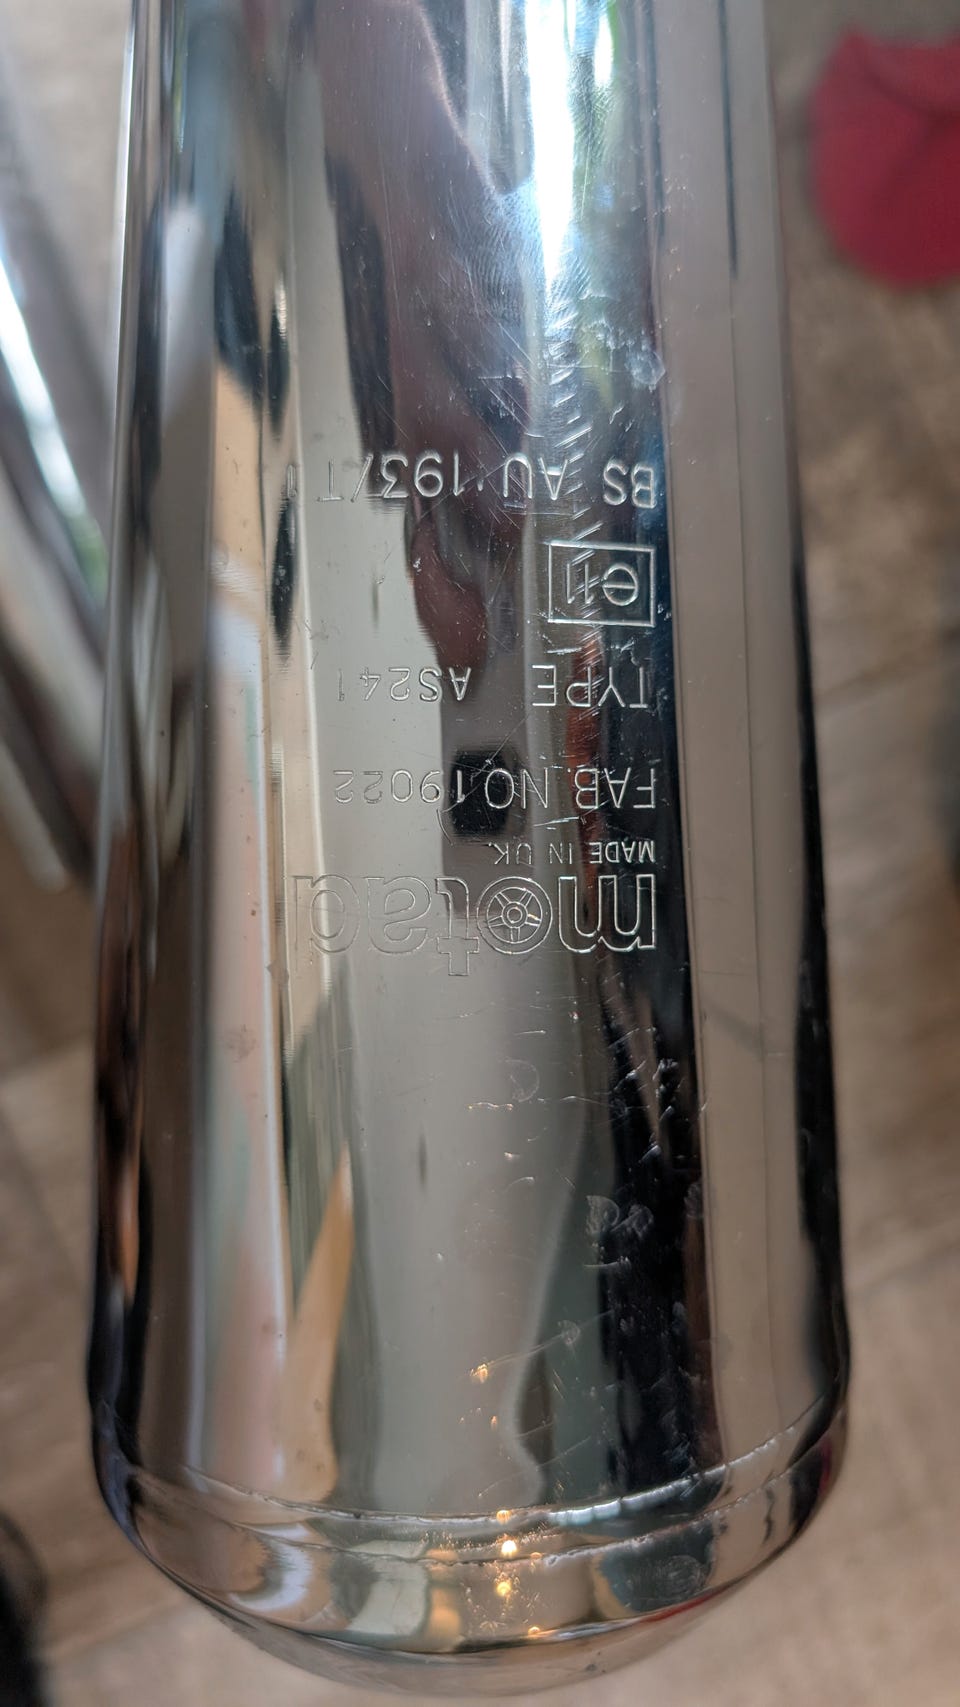 motad
MADE IN UK.
FAB. NO 19022
TYPE AS241
e11
BS AU 193/T